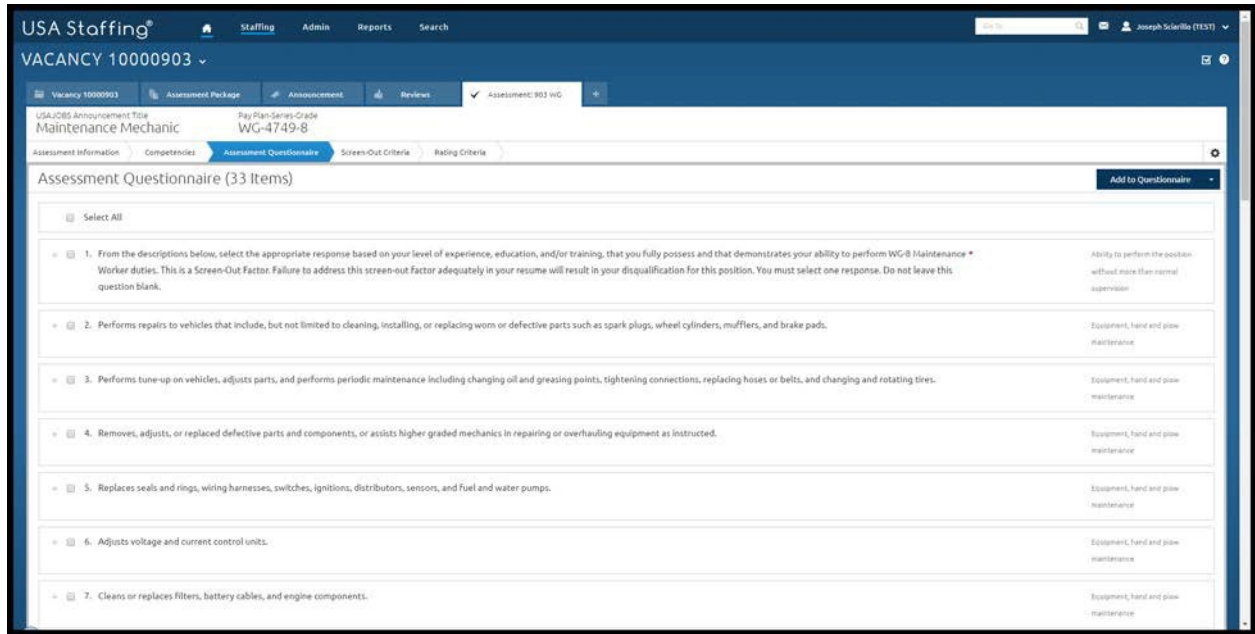 USA Staffing®
Staffing
Admin
Reports
Search
Go To
Joseph Sciarillo (TEST)
VACANCY 10000903
Vacancy 10000903
Assessment Package
Announcement
Reviews
Assessment: 903 WG
+
USAJOBS Announcement Title
Maintenance Mechanic
Pay Plan-Series-Grade
WG-4749-8
Assessment Information
Competencies
Assessment Questionnaire
Screen-Out Criteria
Rating Criteria
Assessment Questionnaire (33 Items)
Add to Questionnaire
Select All
1. From the descriptions below, select the appropriate response based on your level of experience, education, and/or training, that you fully possess and that demonstrates your ability to perform WG-8 Maintenance *
Worker duties. This is a Screen-Out Factor. Failure to address this screen-out factor adequately in your resume will result in your disqualification for this position. You must select one response. Do not leave this
question blank.
Ability to perform the position
without more than normal
supervision
2. Performs repairs to vehicles that include, but not limited to cleaning, installing, or replacing worn or defective parts such as spark plugs, wheel cylinders, mufflers, and brake pads.
Equipment, hand and plow
maintenance
3. Performs tune-up on vehicles, adjusts parts, and performs periodic maintenance including changing oil and greasing points, tightening connections, replacing hoses or belts, and changing and rotating tires.
Equipment, hand and plow
maintenance
4. Removes, adjusts, or replaced defective parts and components, or assists higher graded mechanics in repairing or overhauling equipment as instructed.
Equipment, hand and plow
maintenance
5. Replaces seals and rings, wiring harnesses, switches, ignitions, distributors, sensors, and fuel and water pumps.
Equipment, hand and plow
maintenance
6. Adjusts voltage and current control units.
Equipment, hand and plow
maintenance
7. Cleans or replaces filters, battery cables, and engine components.
Equipment, hand and plow
maintenance